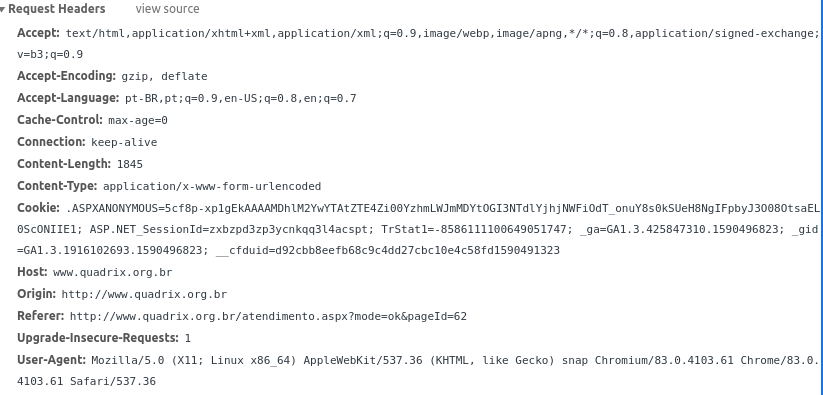 Request Headers view source
Accept: text/html,application/xhtml+xml,application/xml;q=0.9,image/webp,image/apng,*/*;q=0.8,application/signed-exchange;
v=b3;q=0.9
Accept-Encoding: gzip, deflate
Accept-Language: pt-BR,pt;q=0.9,en-US;q=0.8,en;q=0.7
Cache-Control: max-age=0
Connection: keep-alive
Content-Length: 1845
Content-Type: application/x-www-form-urlencoded
Cookie: .ASPXANONYMOUS=5cf8p-xp1gEkAAAAMDhlM2YwYTAtZTE4Zi00YzhmLWJmMDYtOGI3NTdlYjhjNWFiOdT_onuY8s0kSUeH8NgIFpbyJ3O08OtsaEL
0ScONIIE1; ASP.NET_SessionId=zxbzpd3zp3ycnkqq3l4acspt; TrStat1=-8586111100649051747; _ga=GA1.3.425847310.1590496823; _gid
=GA1.3.1916102693.1590496823; __cfduid=d92cbb8eefb68c9c4dd27cbc10e4c58fd1590491323
Host: www.quadrix.org.br
Origin: http://www.quadrix.org.br
Referer: http://www.quadrix.org.br/atendimento.aspx?mode=ok&pageId=62
Upgrade-Insecure-Requests: 1
User-Agent: Mozilla/5.0 (X11; Linux x86_64) AppleWebKit/537.36 (KHTML, like Gecko) snap Chromium/83.0.4103.61 Chrome/83.0.
4103.61 Safari/537.36